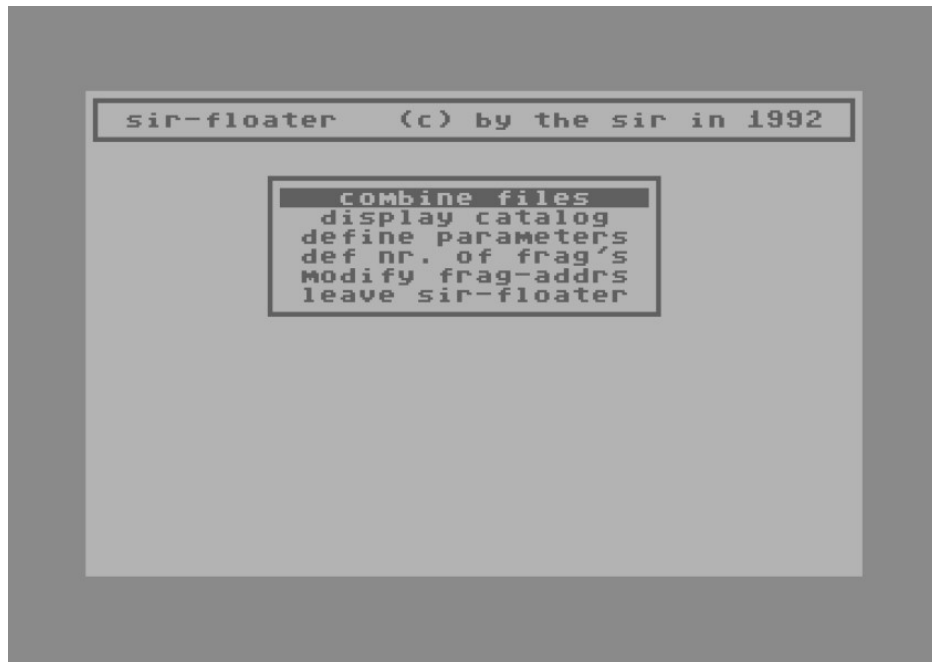 sir-floater (c) by the sir in 1992
combine files
display catalog
define parameters
def nr. of frag's
modify frag-addrs
leave sir-floater